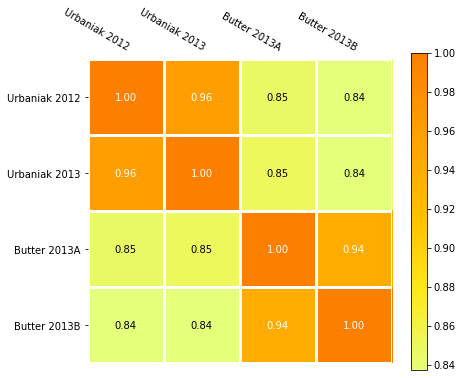 Urbaniak 2012
Urbaniak 2013
Butter 2013A
Butter 2013B
Urbaniak 2012 1.00 0.96 0.85 0.84
Urbaniak 2013 0.96 1.00 0.85 0.84
Butter 2013A 0.85 0.85 1.00 0.94
Butter 2013B 0.84 0.84 0.94 1.00
1.00
0.98
0.96
0.94
0.92
0.90
0.88
0.86
0.84